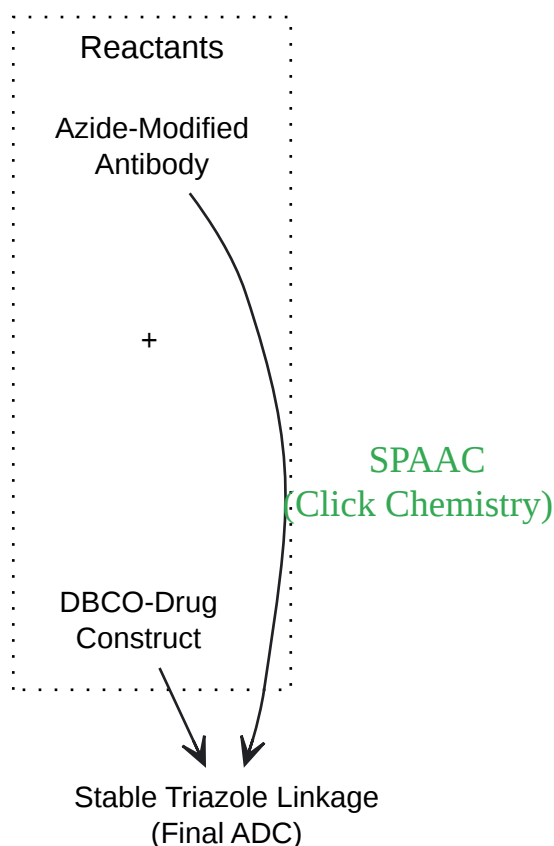 Reactants
Azide-Modified
Antibody
+
SPAAC
(Click Chemistry)
DBCO-Drug
Construct
Stable Triazole Linkage
(Final ADC)